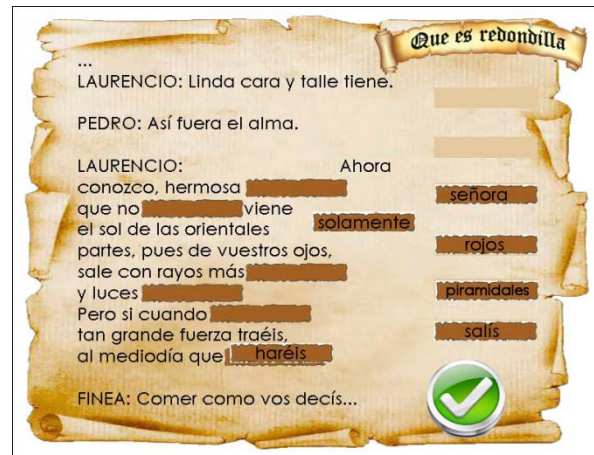 Que es redondilla
...
LAURENCIO: Linda cara y talle tiene.
PEDRO: Así fuera el alma.
LAURENCIO: Ahora
conozco, hermosa
señora
que no viene
solamente
el sol de las orientales
partes, pues de vuestros ojos,
rojos
sale con rayos más
y luces
piramidales
Pero si cuando
tan grande fuerza traéis,
salís
al mediodía que haréis
FINEA: Comer como vos decís...